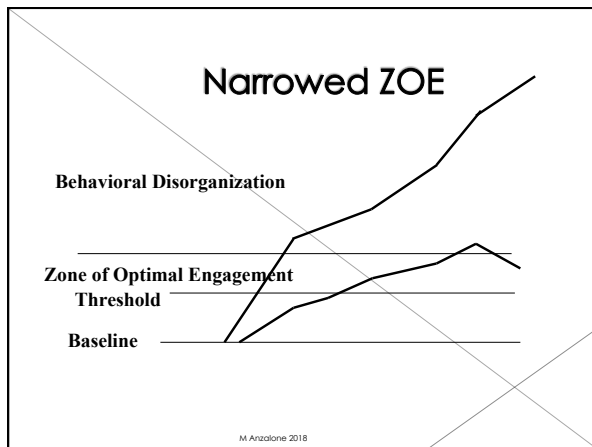 Narrowed ZOE
Behavioral Disorganization
Zone of Optimal Engagement
Threshold
Baseline
M Anzalone 2018